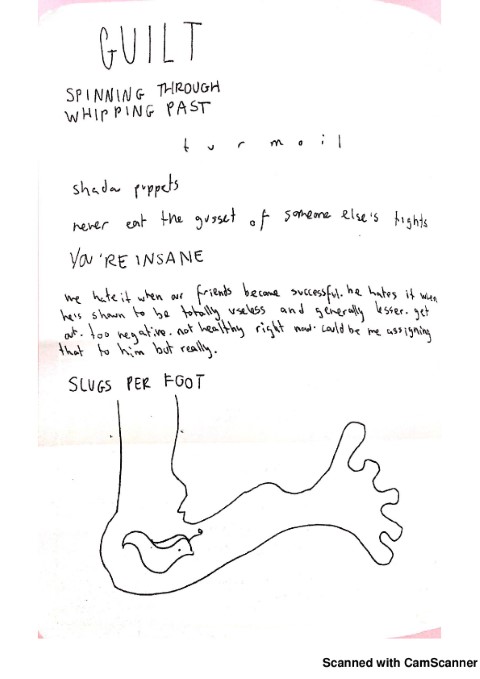 GUILT
SPINNING THROUGH
WHIPPING PAST
turmoil
shadow puppets
never eat the gusset of someone else's tights
YOU'RE INSANE
we hate it when our friends become successful. he hates it when
he's shown to be totally useless and generally lesser. get
out. too negative. not healthy right now. could be me assigning
that to him but really.
SLUGS PER FOOT
Scanned with CamScanner